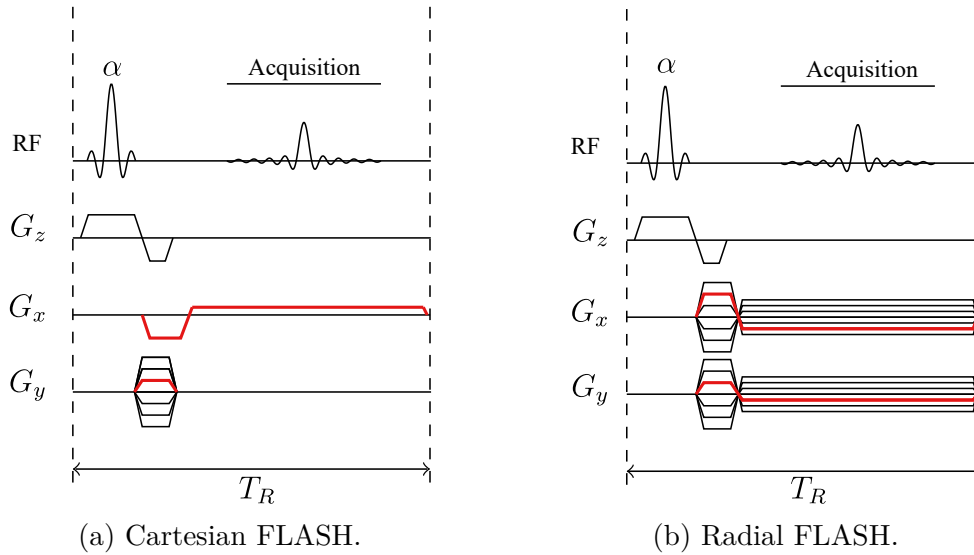 α
Acquisition
RF
G_z
G_x
G_y
T_R
(a) Cartesian FLASH.
α
Acquisition
RF
G_z
G_x
G_y
T_R
(b) Radial FLASH.